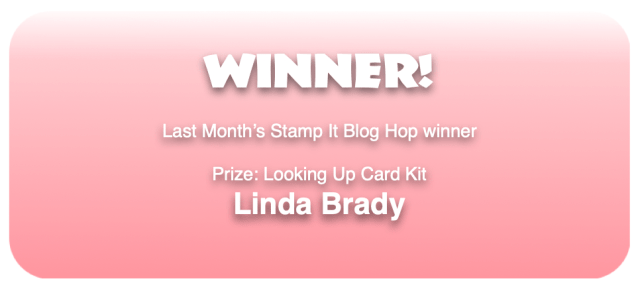 WINNER!
Last Month’s Stamp It Blog Hop winner
Prize: Looking Up Card Kit
Linda Brady